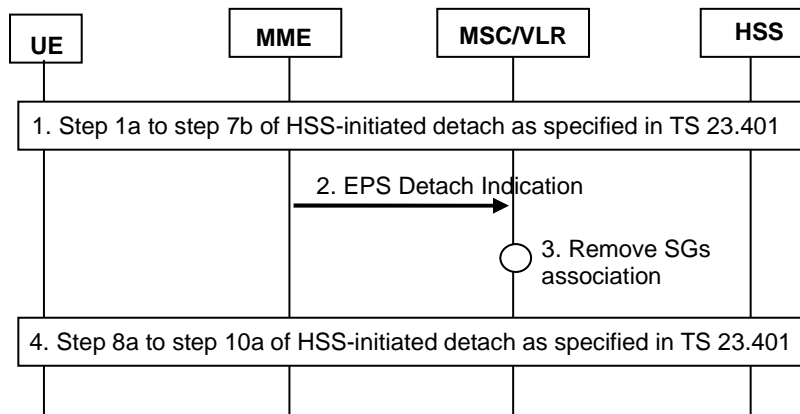 UE
MME
MSC/VLR
HSS
1. Step 1a to step 7b of HSS-initiated detach as specified in TS 23.401
2. EPS Detach Indication
3. Remove SGs
association
4. Step 8a to step 10a of HSS-initiated detach as specified in TS 23.401